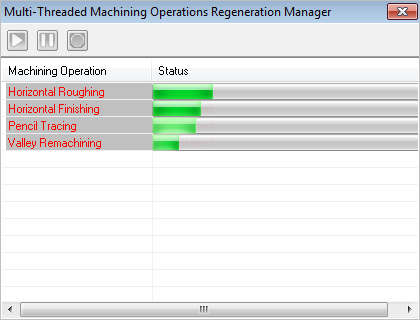 Multi-Threaded Machining Operations Regeneration Manager
Machining Operation Status
Horizontal Roughing
Horizontal Finishing
Pencil Tracing
Valley Remachining